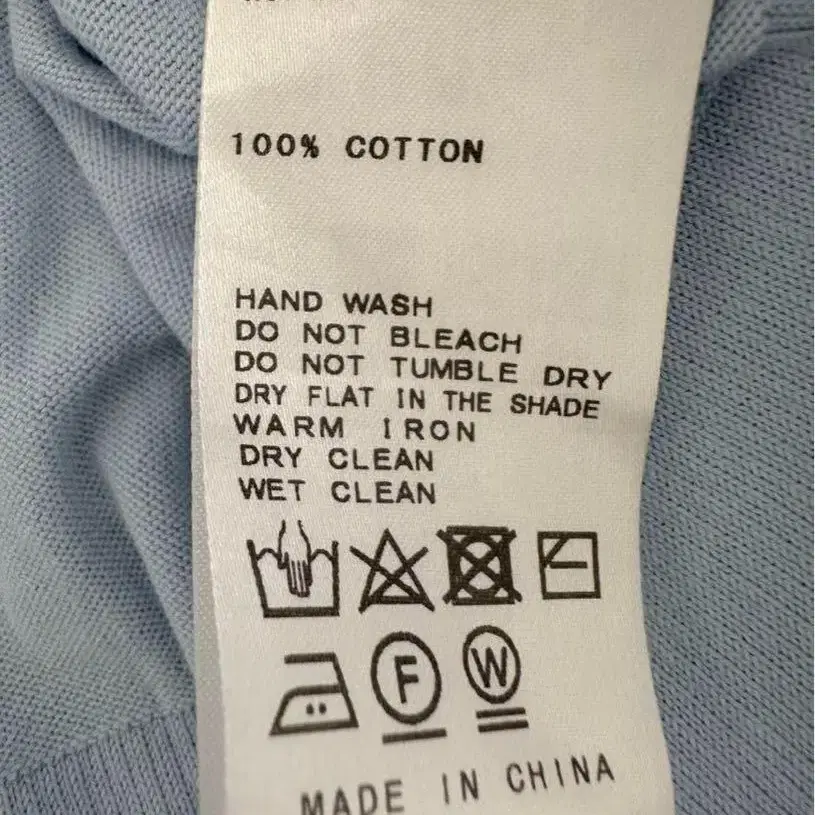 100% COTTON
HAND WASH
DO NOT BLEACH
DO NOT TUMBLE DRY
DRY FLAT IN THE SHADE
WARM IRON
DRY CLEAN
WET CLEAN
F W
MADE IN CHINA